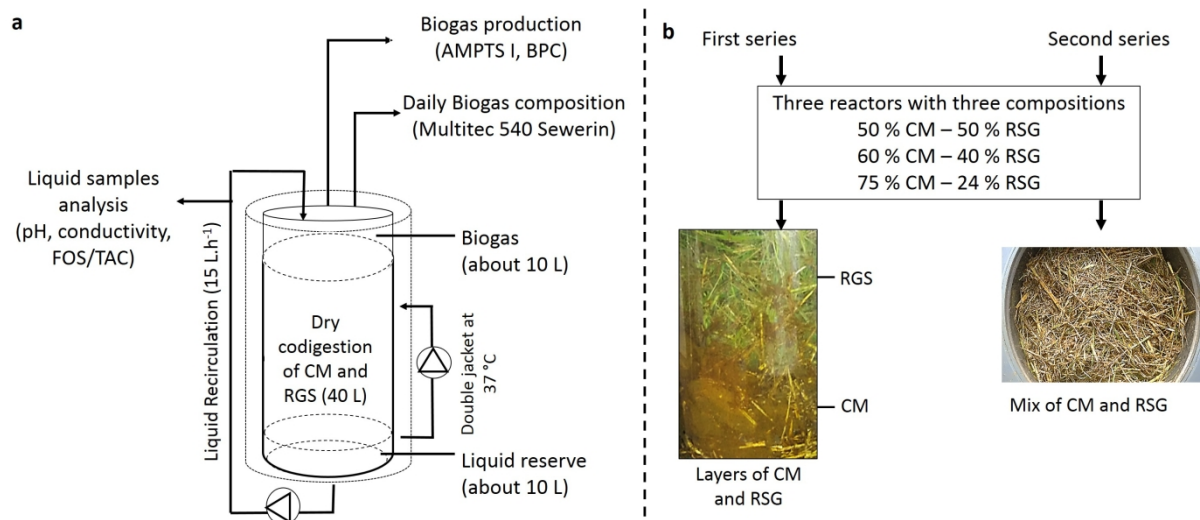 a
Biogas production
(AMPTS I, BPC)
Daily Biogas composition
(Multitec 540 Sewerin)
Liquid samples
analysis
(pH, conductivity,
FOS/TAC)
Liquid Recirculation (15 L.h-1)
Biogas
(about 10 L)
Dry
codigestion
of CM and
RGS (40 L)
Double jacket at
37 °C
Liquid reserve
(about 10 L)
b
First series
Second series
Three reactors with three compositions
50 % CM – 50 % RSG
60 % CM – 40 % RSG
75 % CM – 24 % RSG
RGS
CM
Layers of CM
and RSG
Mix of CM and RSG